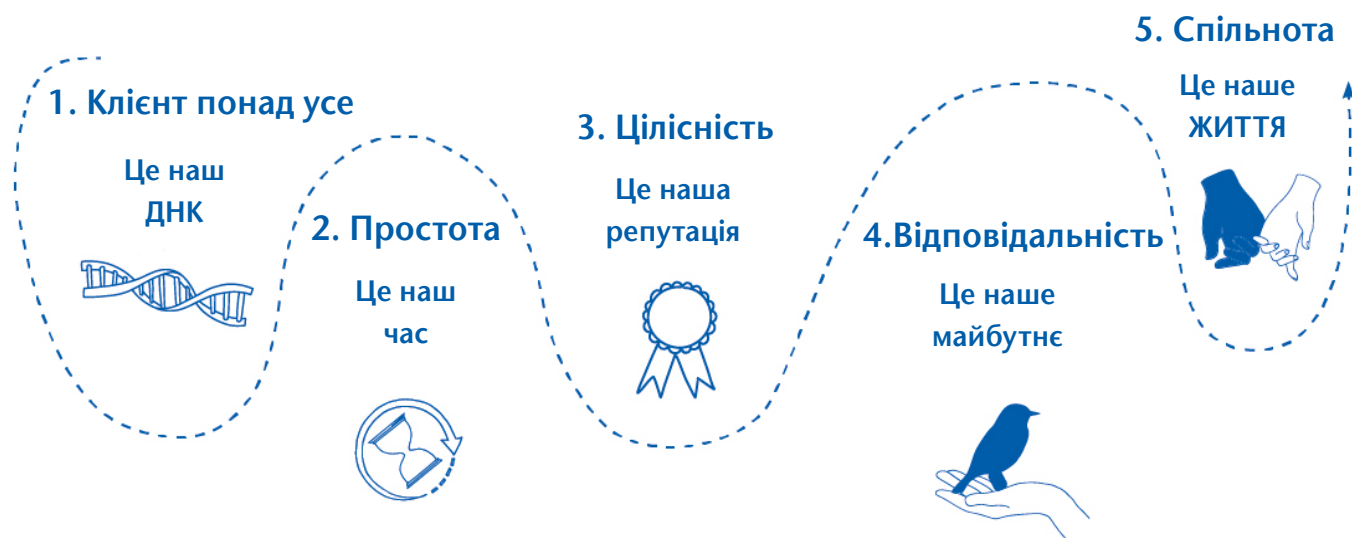 1. Клієнт понад усе
Це наш
ДНК
2. Простота
Це наш
час
3. Цілісність
Це наша
репутація
4.Відповідальність
Це наше
майбутнє
5. Спільнота
Це наше
ЖИТТЯ